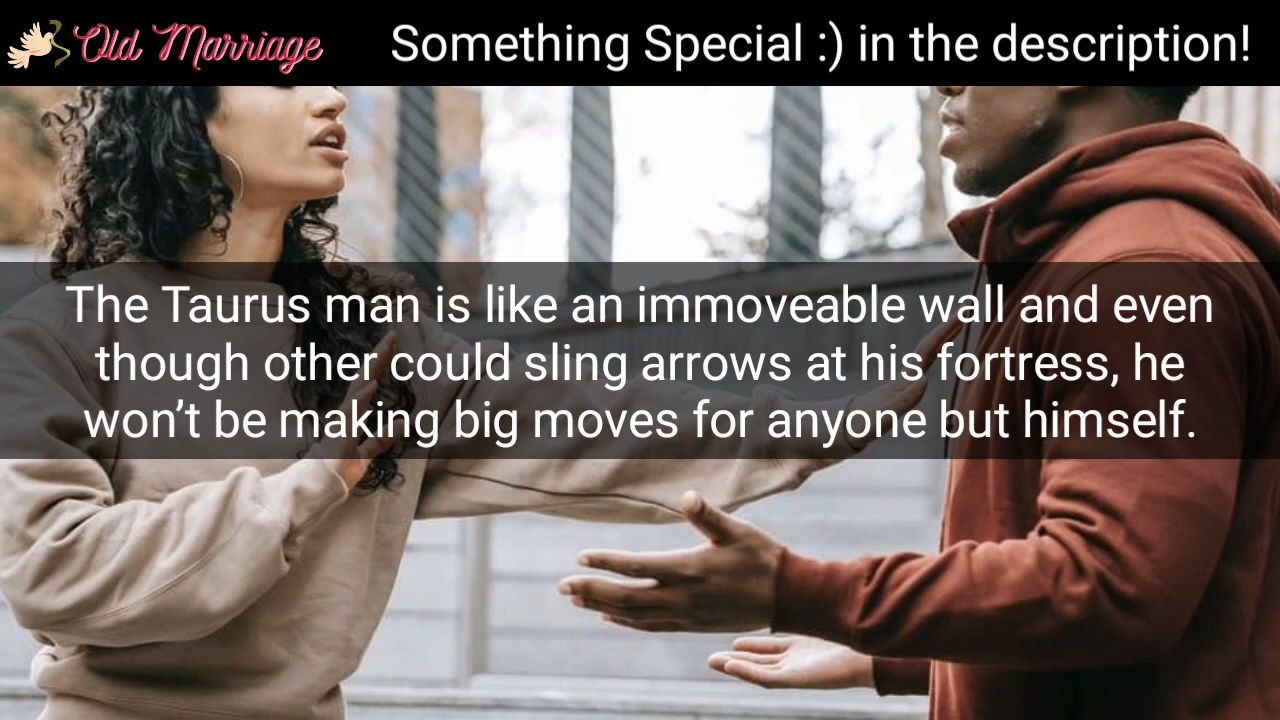 Old Marriage
Something Special :) in the description!
The Taurus man is like an immoveable wall and even
though other could sling arrows at his fortress, he
won’t be making big moves for anyone but himself.